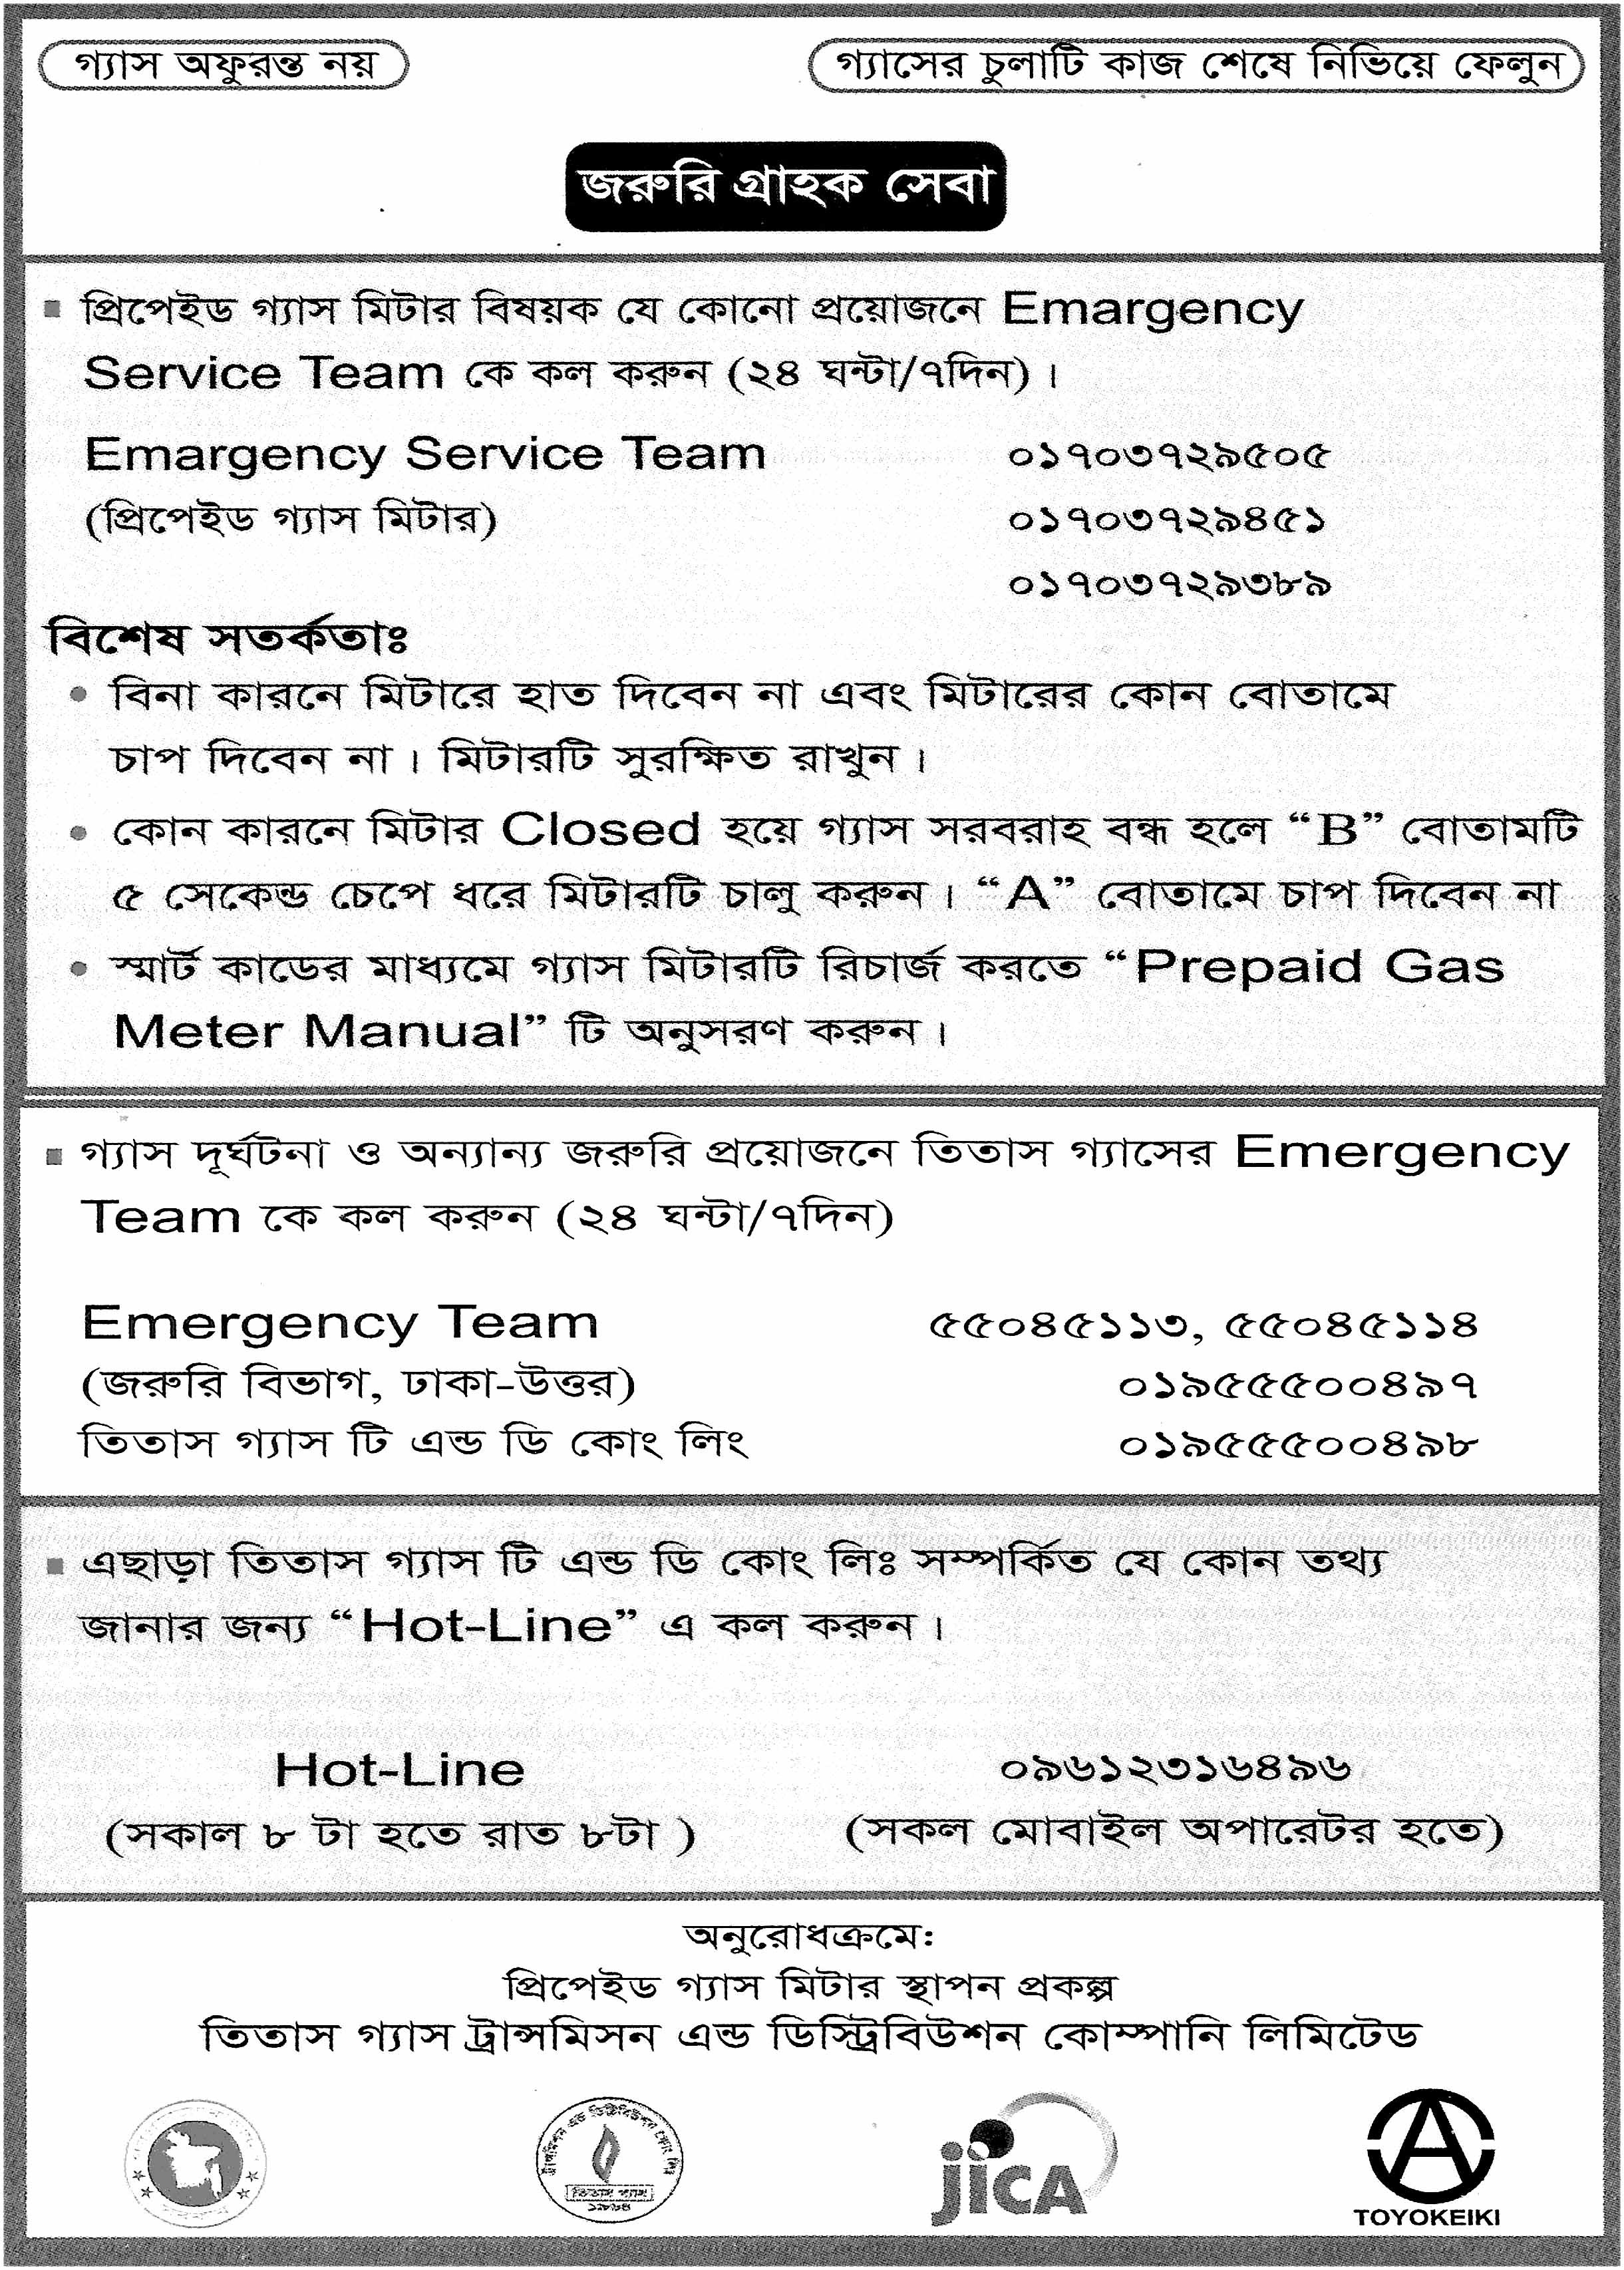 গ্যাস অফুরন্ত নয়
গ্যাসের চুলাটি কাজ শেষে নিভিয়ে ফেলুন
জরুরি গ্রাহক সেবা
▪ প্রিপেইড গ্যাস মিটার বিষয়ক যে কোনো প্রয়োজনে Emargency
Service Team কে কল করুন (২৪ ঘন্টা/৭দিন)।
Emargency Service Team ০১৭০৩৭২৯৫০৫
(প্রিপেইড গ্যাস মিটার) ০১৭০৩৭২৯৪৫১
০১৭০৩৭২৯৩৮৯
বিশেষ সতর্কতাঃ
• বিনা কারনে মিটারে হাত দিবেন না এবং মিটারের কোন বোতামে
চাপ দিবেন না। মিটারটি সুরক্ষিত রাখুন।
• কোন কারনে মিটার Closed হয়ে গ্যাস সরবরাহ বন্ধ হলে “B” বোতামটি
৫ সেকেন্ড চেপে ধরে মিটারটি চালু করুন। “A” বোতামে চাপ দিবেন না
• স্মার্ট কাডের মাধ্যমে গ্যাস মিটারটি রিচার্জ করতে “Prepaid Gas
Meter Manual” টি অনুসরণ করুন।
▪ গ্যাস দূর্ঘটনা ও অন্যান্য জরুরি প্রয়োজনে তিতাস গ্যাসের Emergency
Team কে কল করুন (২৪ ঘন্টা/৭দিন)
Emergency Team ৫৫০৪৫১১৩, ৫৫০৪৫১১৪
(জরুরি বিভাগ, ঢাকা-উত্তর) ০১৯৫৫৫০০৪৯৭
তিতাস গ্যাস টি এন্ড ডি কোং লিং ০১৯৫৫৫০০৪৯৮
▪ এছাড়া তিতাস গ্যাস টি এন্ড ডি কোং লিঃ সম্পর্কিত যে কোন তথ্য
জানার জন্য “Hot-Line” এ কল করুন।
Hot-Line ০৯৬১২৩১৬৪৯৬
(সকাল ৮ টা হতে রাত ৮টা ) (সকল মোবাইল অপারেটর হতে)
অনুরোধক্রমে:
প্রিপেইড গ্যাস মিটার স্থাপন প্রকল্প
তিতাস গ্যাস ট্রান্সমিসন এন্ড ডিস্ট্রিবিউশন কোম্পানি লিমিটেড
তিতাস গ্যাস
১৯৬৪
jICA
TOYOKEIKI